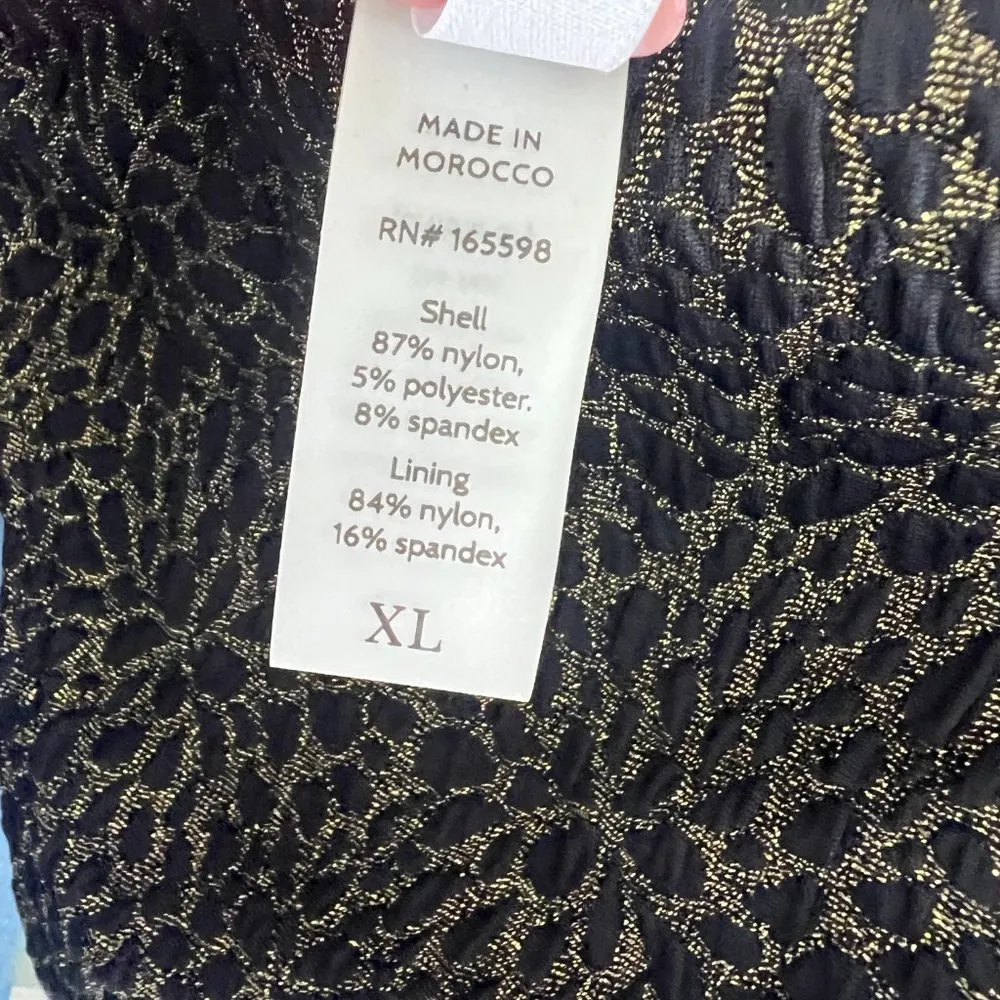 MADE IN
MOROCCO
RN# 165598
Shell
87% nylon,
5% polyester.
8% spandex
Lining
84% nylon,
16% spandex
XL